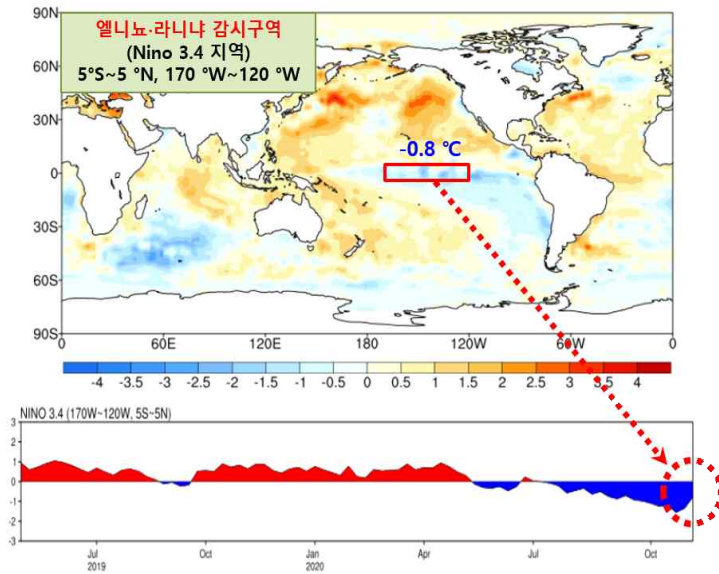 엘니뇨·라니냐 감시구역
(Nino 3.4 지역)
5°S~5 °N, 170 °W~120 °W
90N
60N
30N
0
30S
60S
90S
-0.8 ℃
0 60E 120E 180 120W 60W 0
-4 -3.5 -3 -2.5 -2 -1.5 -1 -0.5 0 0.5 1 1.5 2 2.5 3 3.5 4
NINO 3.4 (170W~120W, 5S~5N)
3
2
1
0
-1
-2
-3
Jul Oct Jan Apr Jul Oct
2019 2020